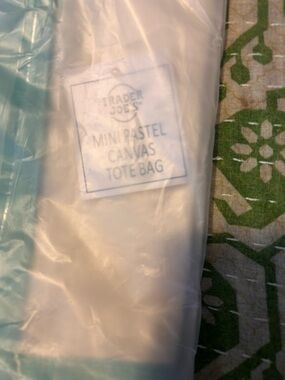 TRADER
JOE'S
MINI PASTEL
CANVAS
TOTE BAG